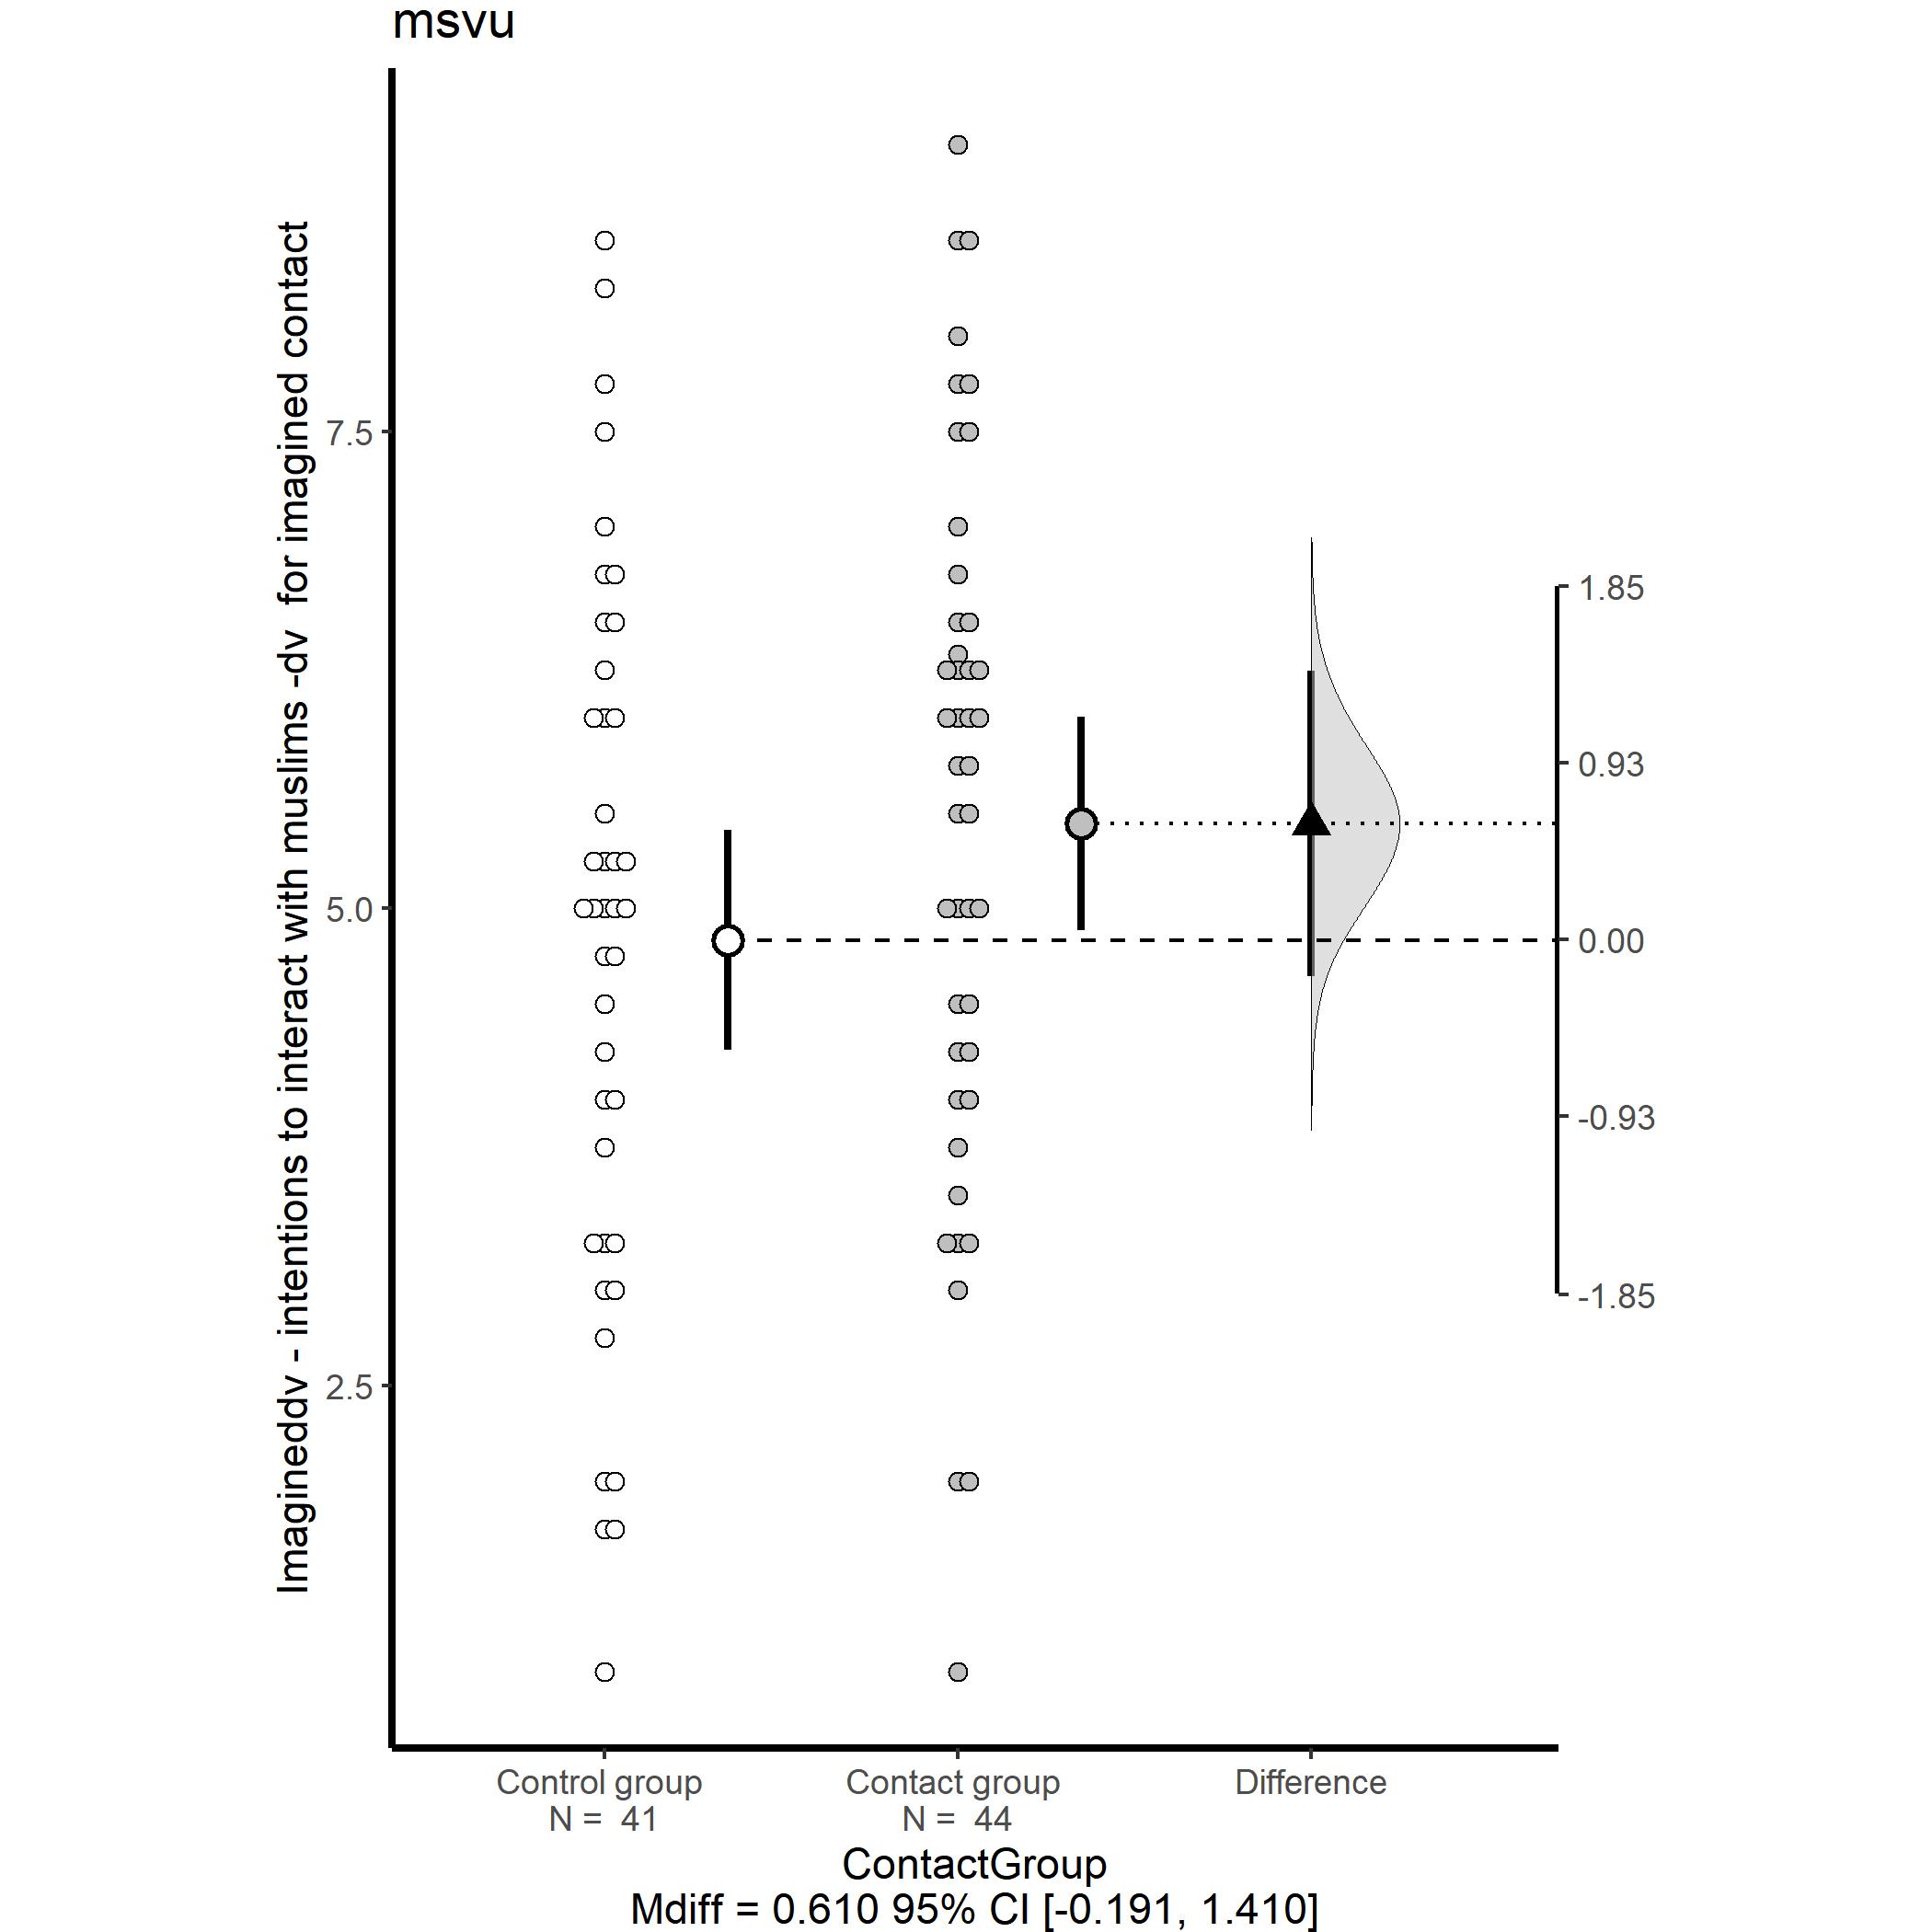 msvu
Imagineddv - intentions to interact with muslims -dv  for imagined contact
7.5
5.0
2.5
1.85
0.93
0.00
-0.93
-1.85
Control group
N =  41
Contact group
N =  44
Difference
ContactGroup
Mdiff = 0.610 95% CI [-0.191, 1.410]